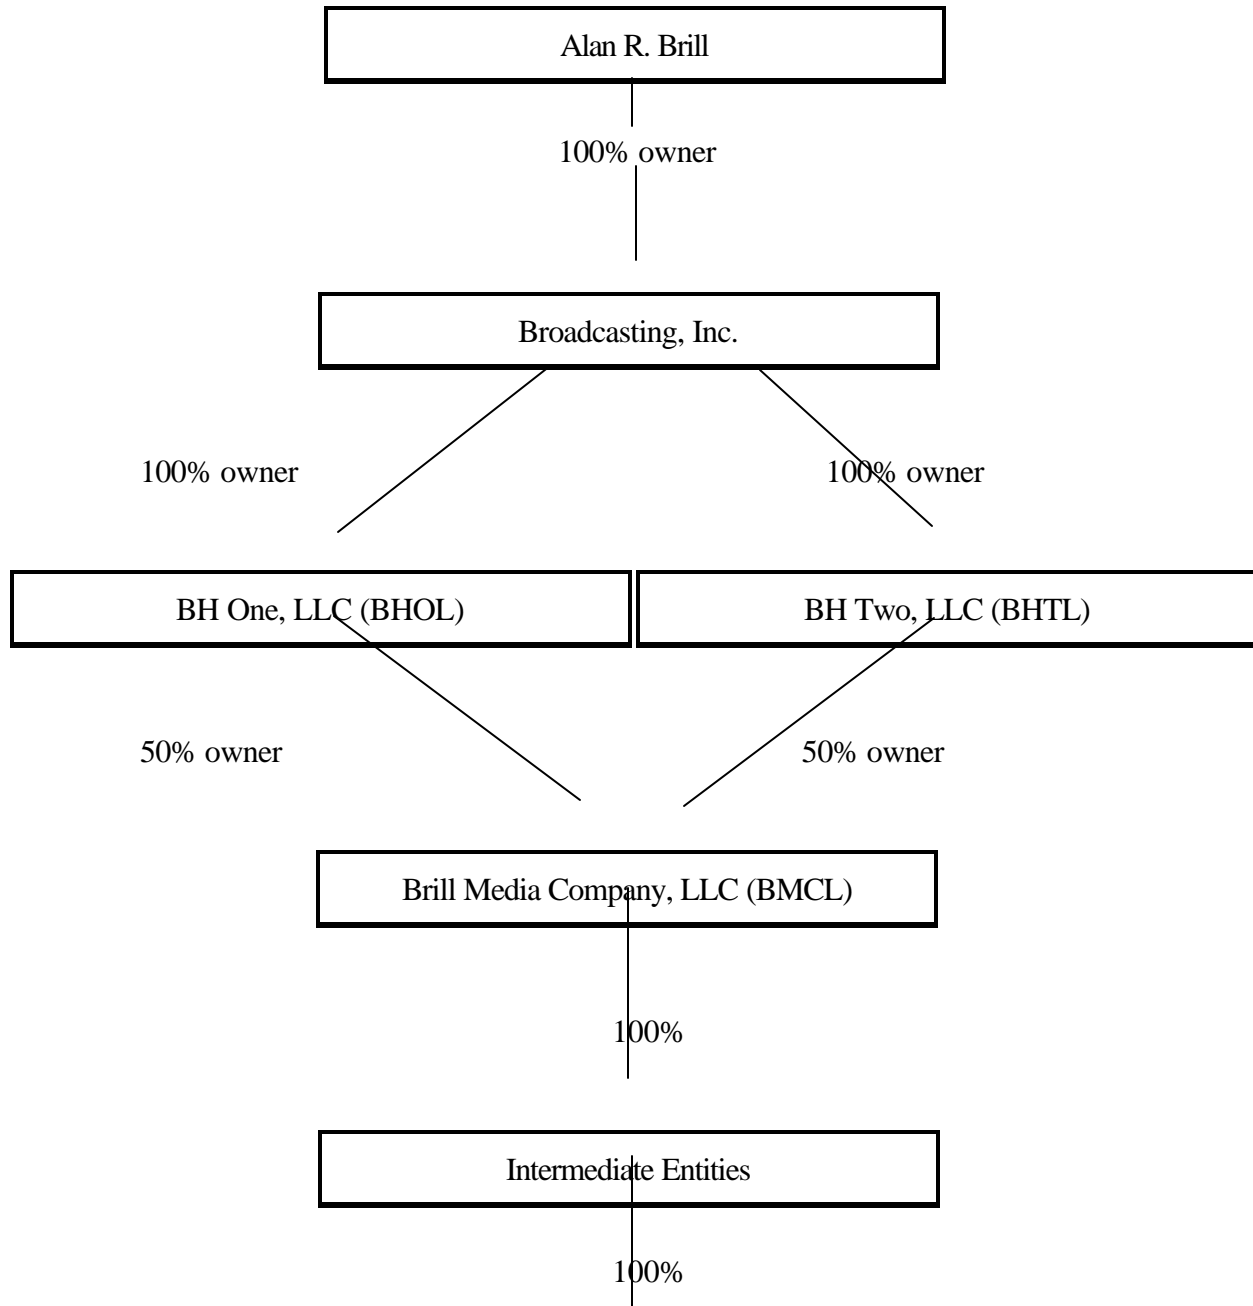 Alan R. Brill
100% owner
Broadcasting, Inc.
100% owner
100% owner
BH One, LLC (BHOL)
BH Two, LLC (BHTL)
50% owner
50% owner
Brill Media Company, LLC (BMCL)
100%
Intermediate Entities
100%